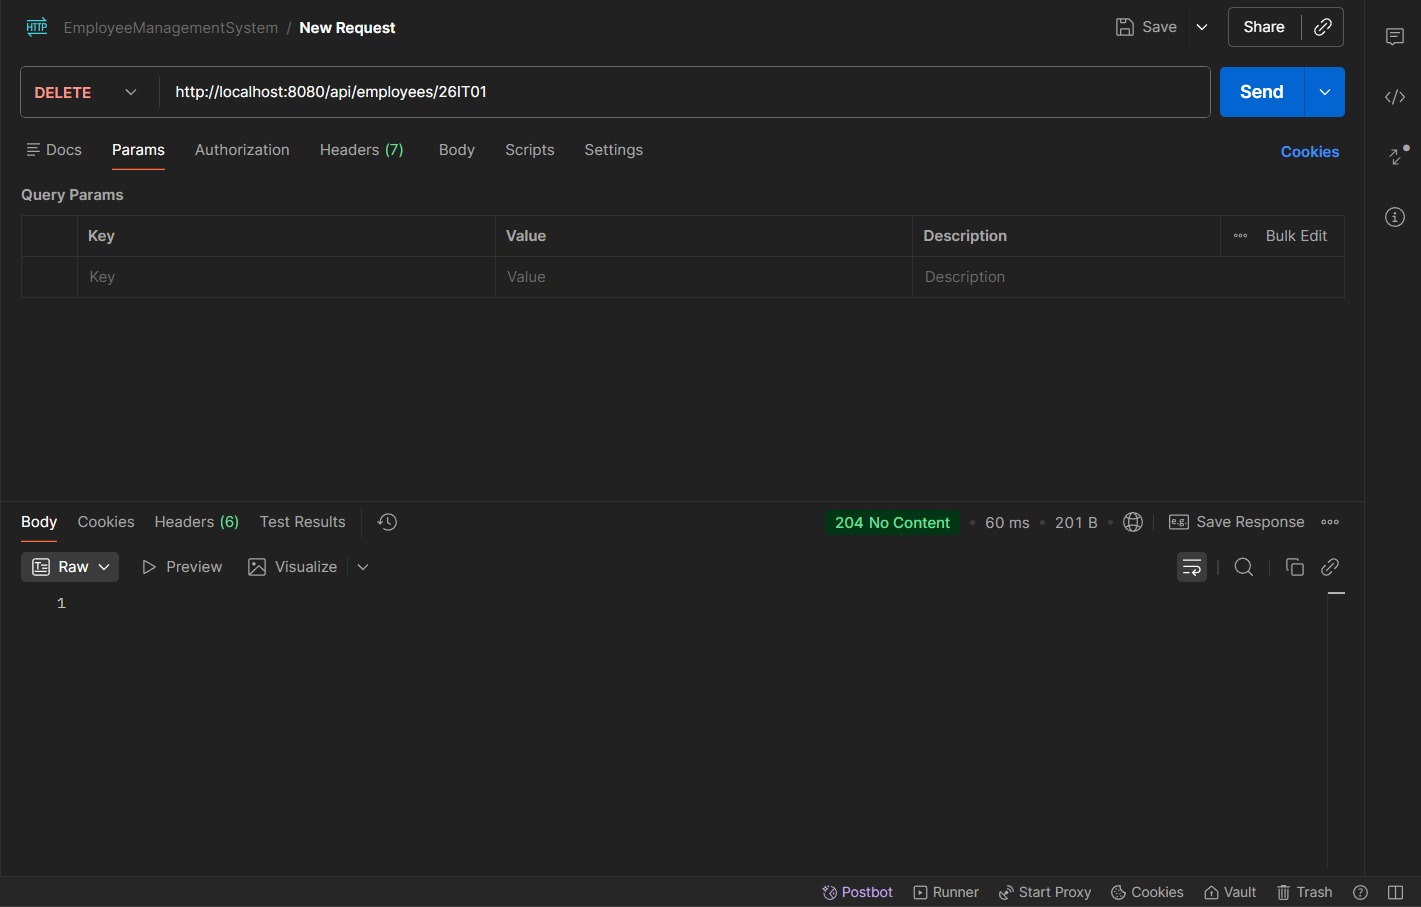 HTTP EmployeeManagementSystem / New Request Save Share
DELETE http://localhost:8080/api/employees/26IT01 Send
Docs Params Authorization Headers (7) Body Scripts Settings Cookies
Query Params
Key Value Description Bulk Edit
Key Value Description
Body Cookies Headers (6) Test Results 204 No Content • 60 ms • 201 B • e.g. Save Response
Raw Preview Visualize
1
Postbot Runner Start Proxy Cookies Vault Trash